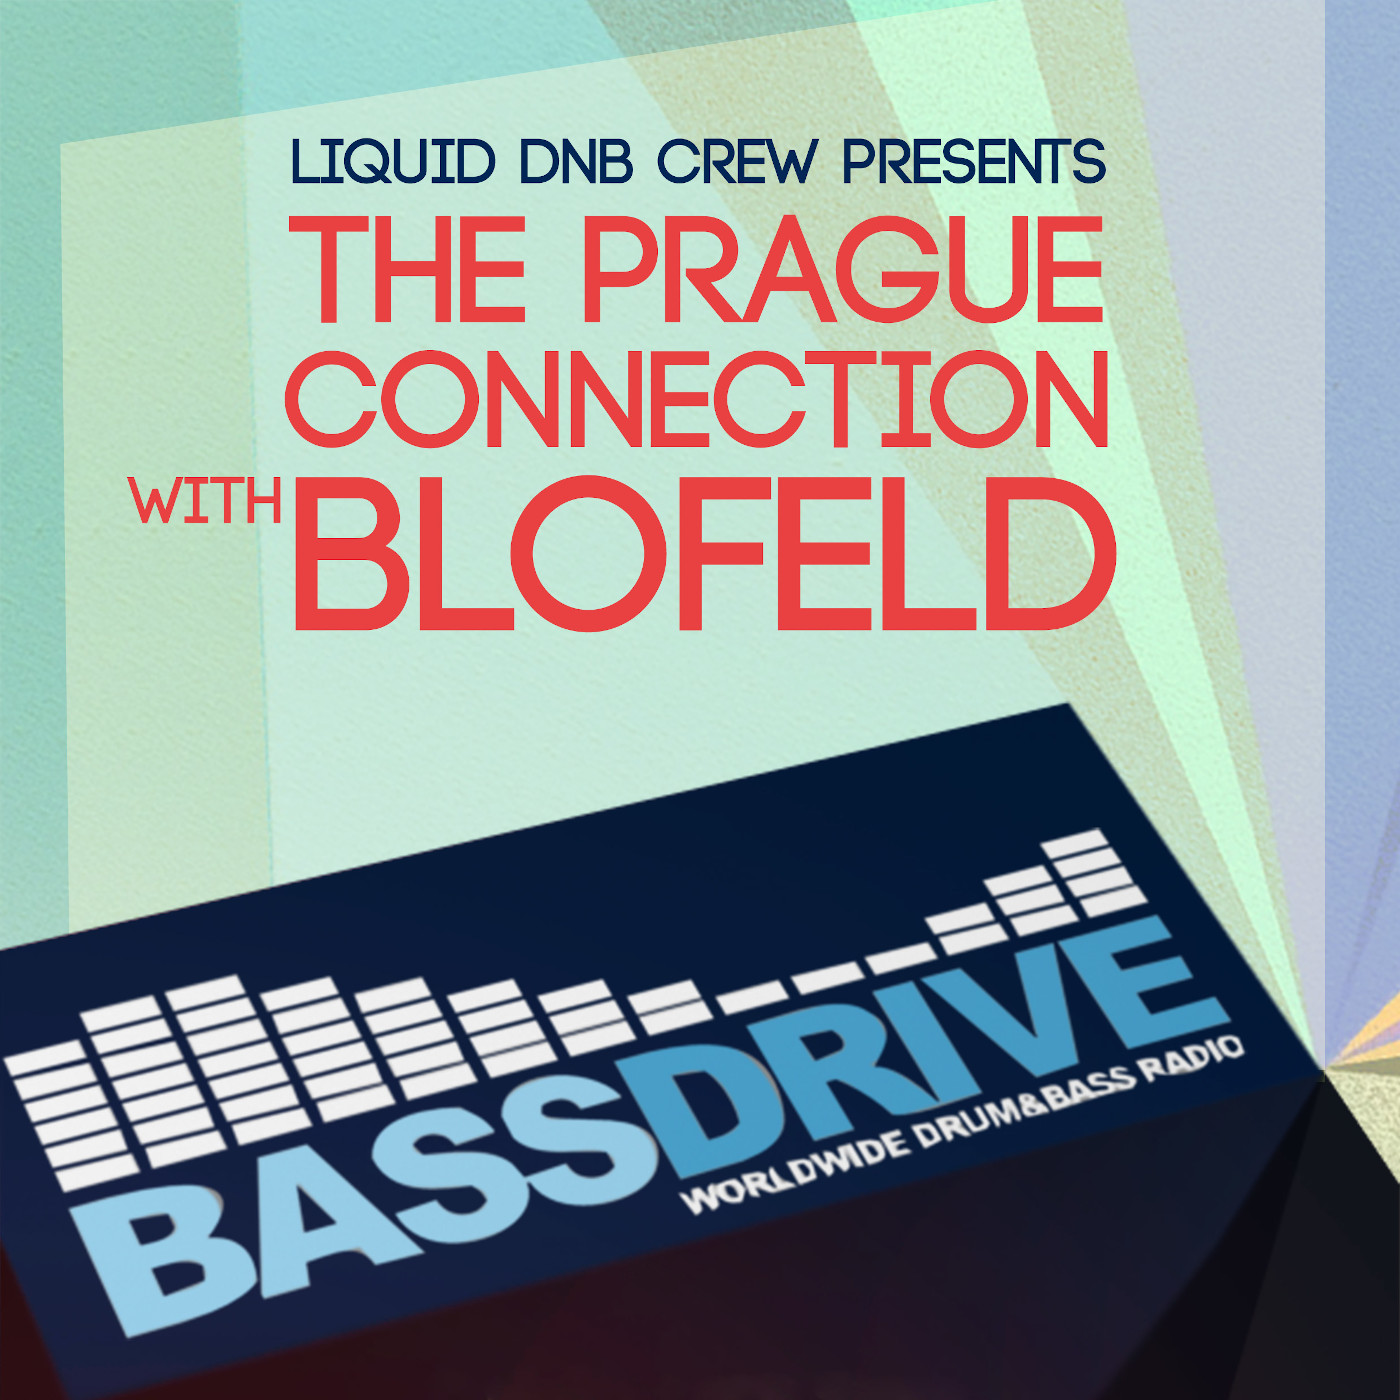 LIQUID DNB CREW PRESENTS
THE PRAGUE
CONNECTION
WITH BLOFELD
BASSDRIVE
WORLDWIDE DRUM&BASS RADIO